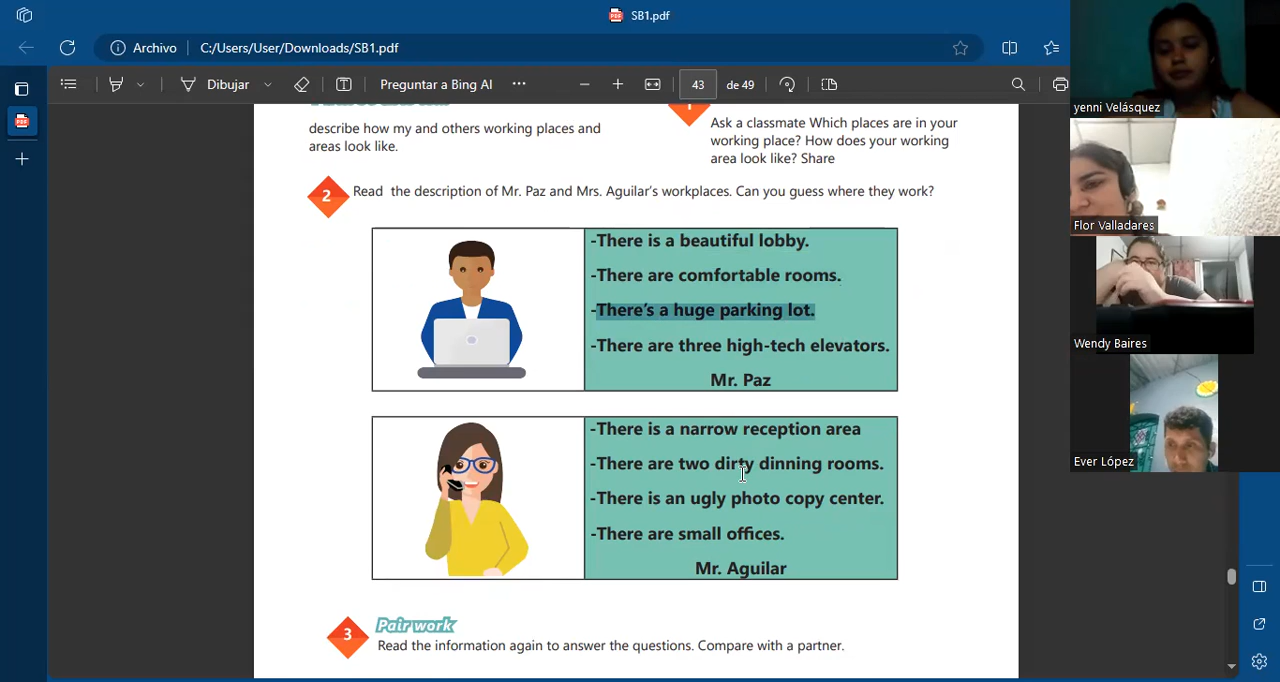 SB1.pdf
Archivo C:/Users/User/Downloads/SB1.pdf
Dibujar Preguntar a Bing AI 43 de 49
describe how my and others working places and
areas look like.
1
Ask a classmate Which places are in your
working place? How does your working
area look like? Share
2 Read the description of Mr. Paz and Mrs. Aguilar's workplaces. Can you guess where they work?
-There is a beautiful lobby.
-There are comfortable rooms.
-There's a huge parking lot.
-There are three high-tech elevators.
Mr. Paz
-There is a narrow reception area
-There are two dirty dinning rooms.
-There is an ugly photo copy center.
-There are small offices.
Mr. Aguilar
3 Pair work
Read the information again to answer the questions. Compare with a partner.
yenni Velásquez
Flor Valladares
Wendy Baires
Ever López